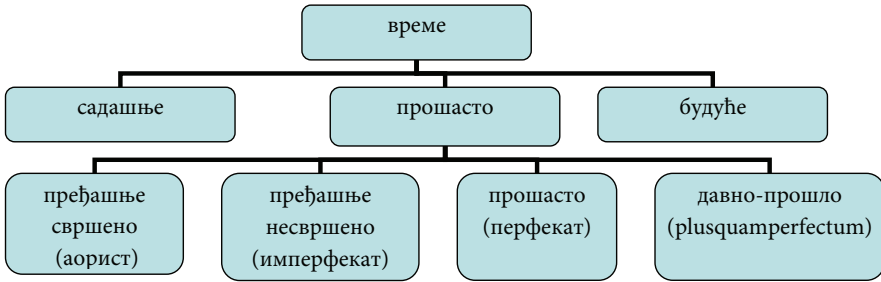 време
садашње
прошасто
будуће
пређашње
свршено
(аорист)
пређашње
несвршено
(имперфекат)
прошасто
(перфекат)
давно-прошло
(plusquamperfectum)